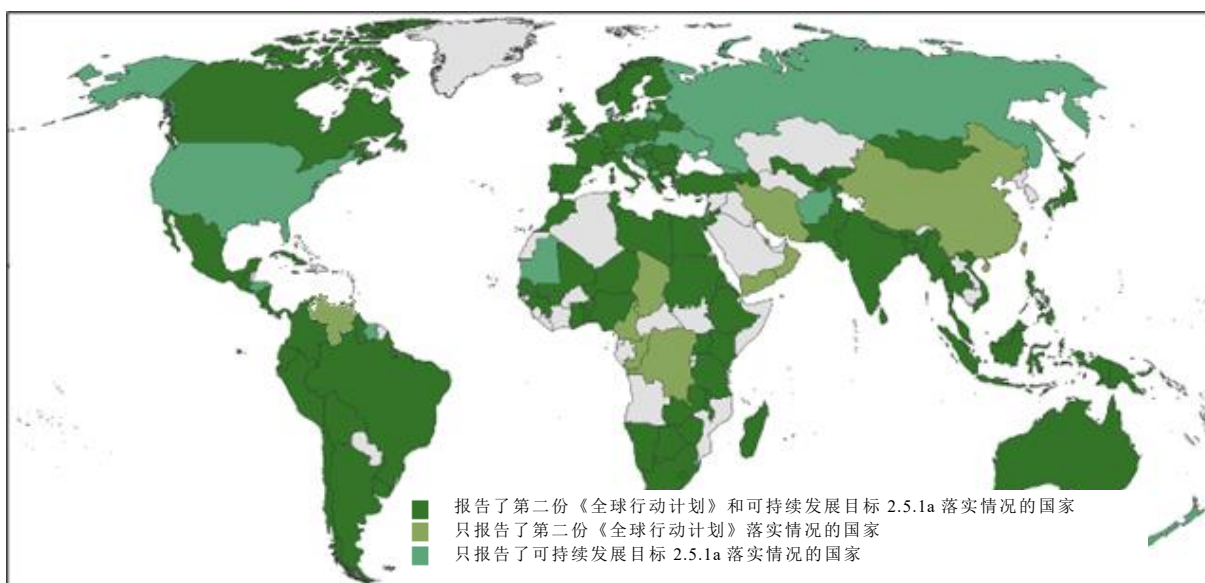 报告了第二份《全球行动计划》和可持续发展目标 2.5.1a 落实情况的国家
只报告了第二份《全球行动计划》落实情况的国家
只报告了可持续发展目标 2.5.1a 落实情况的国家